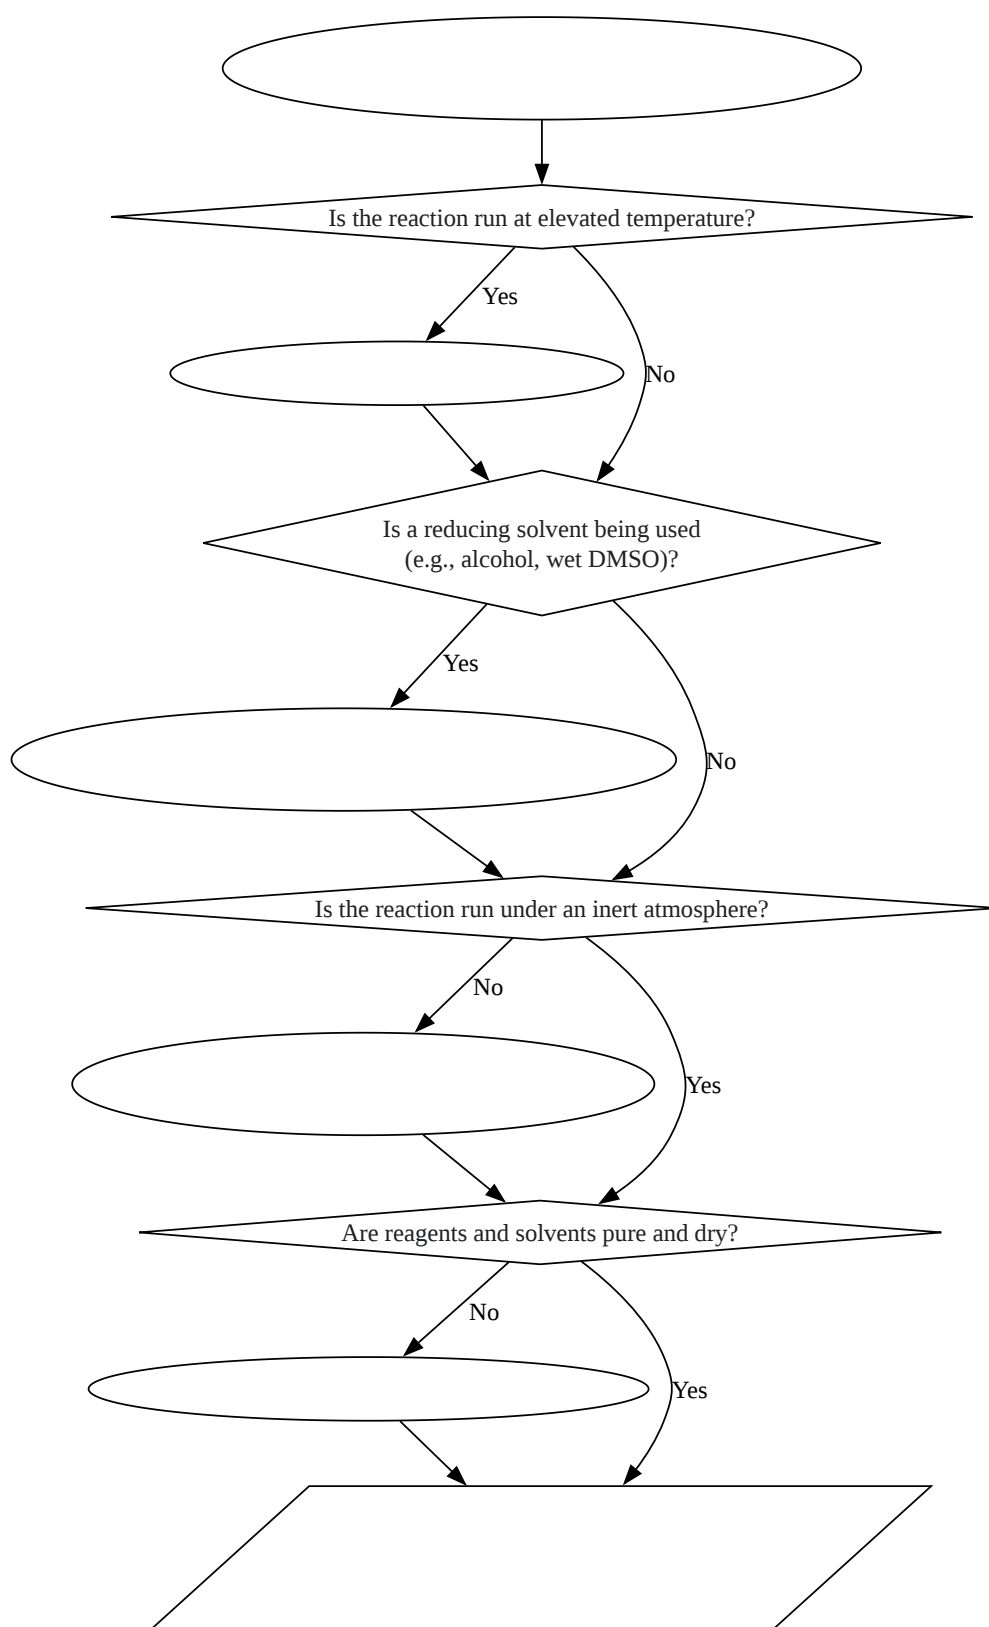 Is the reaction run at elevated temperature?
Yes
No
Is a reducing solvent being used
(e.g., alcohol, wet DMSO)?
Yes
No
Is the reaction run under an inert atmosphere?
No
Yes
Are reagents and solvents pure and dry?
No
Yes